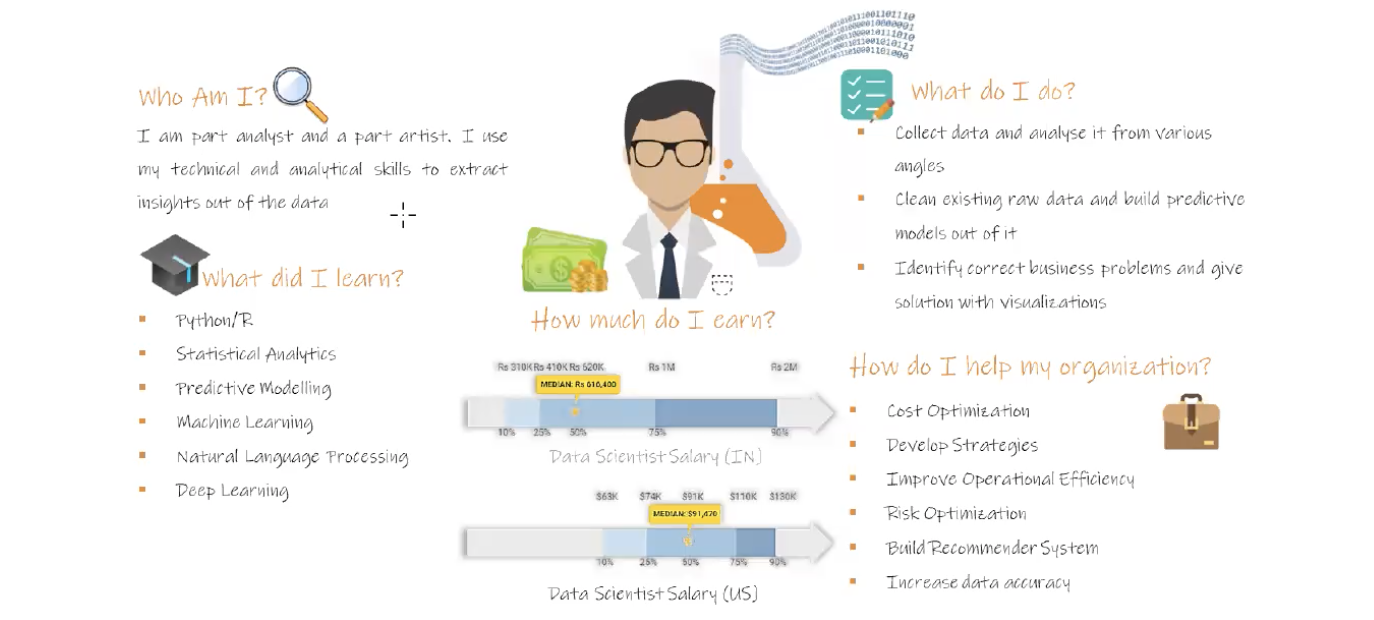 Who Am I?
I am part analyst and a part artist. I use
my technical and analytical skills to extract
insights out of the data
What did I learn?
Python/R
Statistical Analytics
Predictive Modelling
Machine Learning
Natural Language Processing
Deep Learning
How much do I earn?
Rs 310K Rs 410K Rs 620K Rs 1M Rs 2M
MEDIAN: Rs 616,400
10% 25% 50% 75% 90%
Data Scientist Salary (IN)
$63K $74K $91K $110K $130K
MEDIAN: $91,470
10% 25% 50% 75% 90%
Data Scientist Salary (US)
What do I do?
Collect data and analyse it from various
angles
Clean existing raw data and build predictive
models out of it
Identify correct business problems and give
solution with visualizations
How do I help my organization?
Cost Optimization
Develop Strategies
Improve Operational Efficiency
Risk Optimization
Build Recommender System
Increase data accuracy